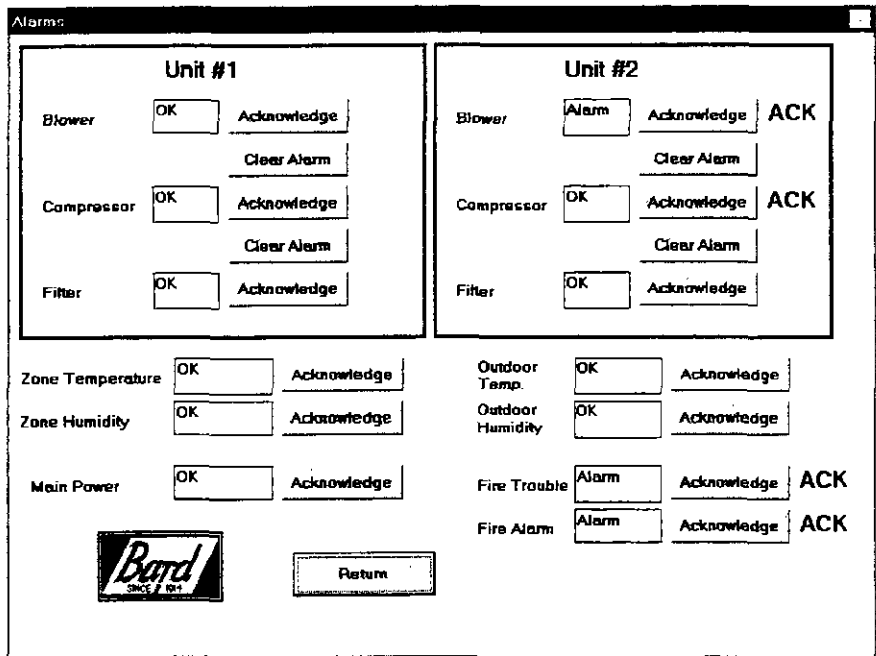 Alarms
Unit #1
Blower OK Acknowledge
Clear Alarm
Compressor OK Acknowledge
Clear Alarm
Filter OK Acknowledge
Unit #2
Blower Alarm Acknowledge ACK
Clear Alarm
Compressor OK Acknowledge ACK
Clear Alarm
Filter OK Acknowledge
Zone Temperature OK Acknowledge
Zone Humidity OK Acknowledge
Main Power OK Acknowledge
Outdoor
Temp. OK Acknowledge
Outdoor
Humidity OK Acknowledge
Fire Trouble Alarm Acknowledge ACK
Fire Alarm Alarm Acknowledge ACK
Bard
SINCE 1914
Return